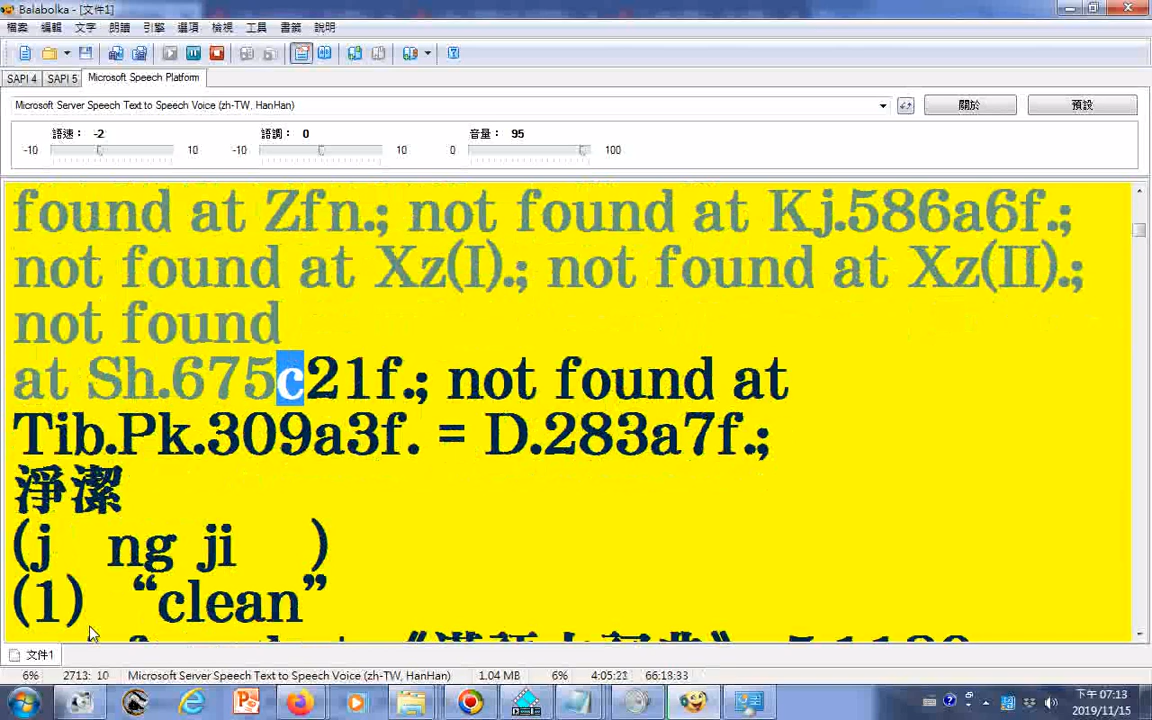 Balabolka - [文件1]
檔案 編輯 文字 朗讀 引擎 選項 檢視 工具 書籤 說明
SAPI 4 SAPI 5 Microsoft Speech Platform
Microsoft Server Speech Text to Speech Voice (zh-TW, HanHan) 關於 預設
語速： -2 語調： 0 音量： 95
-10 10 -10 10 0 100
found at Zfn.; not found at Kj.586a6f.;
not found at Xz(I).; not found at Xz(II).;
not found
at Sh.675c21f.; not found at
Tib.Pk.309a3f. = D.283a7f.;
淨潔
(j ng ji )
(1) “clean”
文件1
6% 2713: 10 Microsoft Server Speech Text to Speech Voice (zh-TW, HanHan) 1.04 MB 6% 4:05:21 66:13:33
下午 07:13
2019/11/15